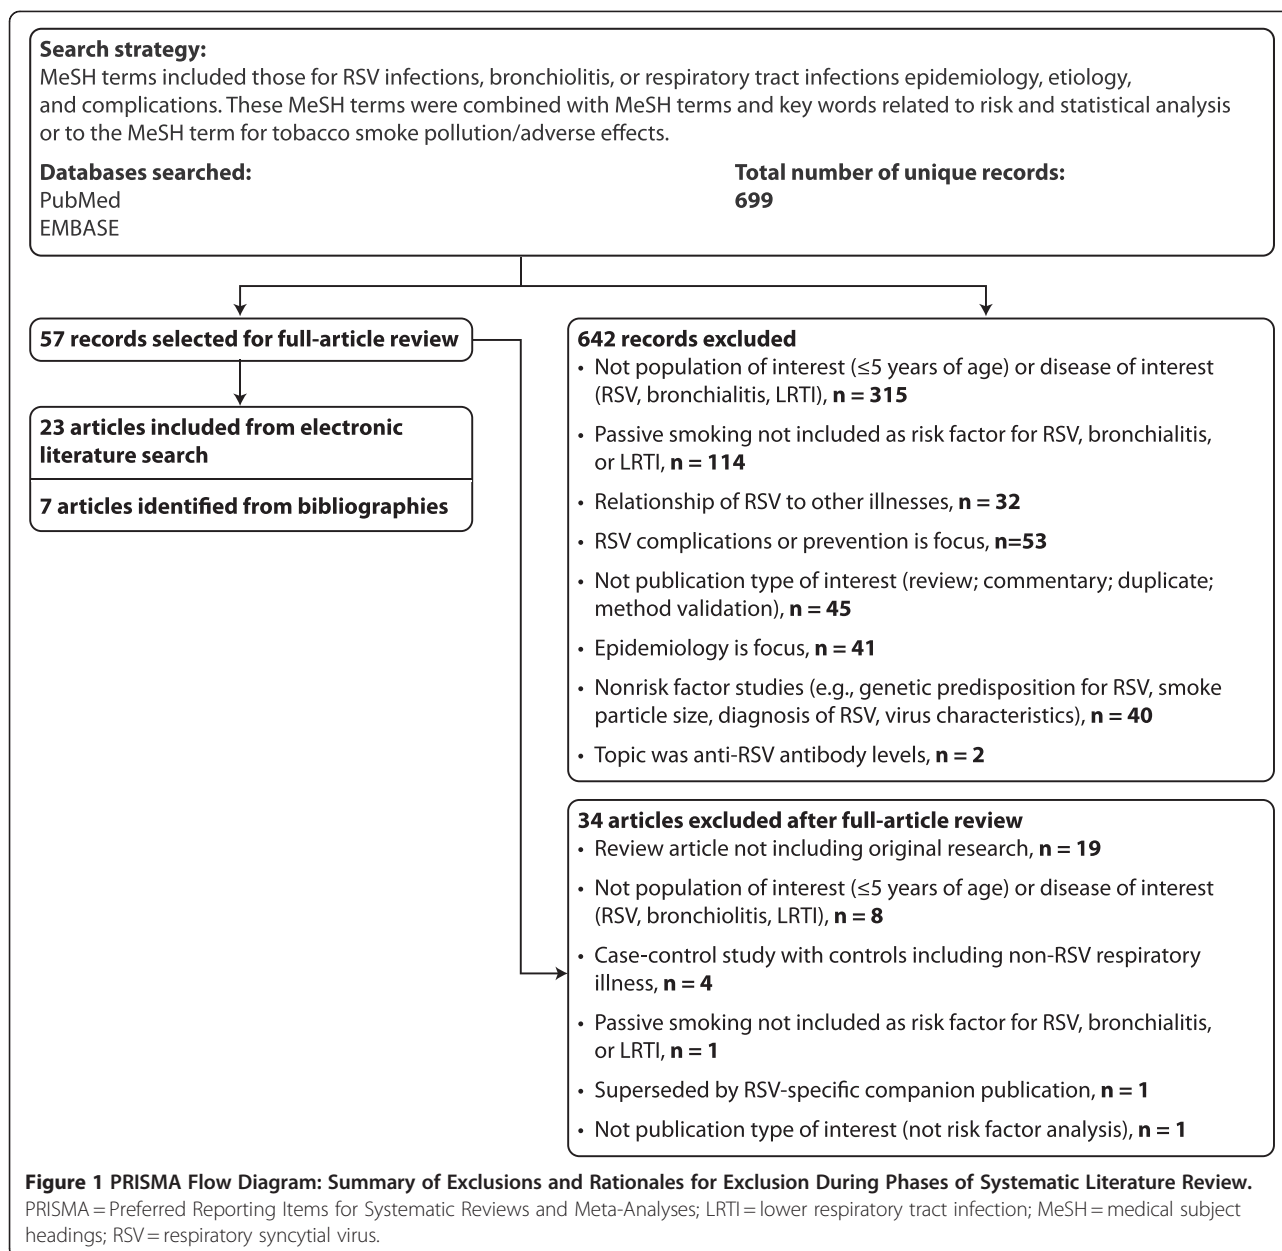 Search strategy:
MeSH terms included those for RSV infections, bronchiolitis, or respiratory tract infections epidemiology, etiology,
and complications. These MeSH terms were combined with MeSH terms and key words related to risk and statistical analysis
or to the MeSH term for tobacco smoke pollution/adverse effects.
Databases searched:
PubMed
EMBASE
Total number of unique records:
699
57 records selected for full-article review
23 articles included from electronic
literature search
7 articles identified from bibliographies
642 records excluded
• Not population of interest (≤5 years of age) or disease of interest
(RSV, bronchialitis, LRTI), n = 315
• Passive smoking not included as risk factor for RSV, bronchialitis,
or LRTI, n = 114
• Relationship of RSV to other illnesses, n = 32
• RSV complications or prevention is focus, n=53
• Not publication type of interest (review; commentary; duplicate;
method validation), n = 45
• Epidemiology is focus, n = 41
• Nonrisk factor studies (e.g., genetic predisposition for RSV, smoke
particle size, diagnosis of RSV, virus characteristics), n = 40
• Topic was anti-RSV antibody levels, n = 2
34 articles excluded after full-article review
• Review article not including original research, n = 19
• Not population of interest (≤5 years of age) or disease of interest
(RSV, bronchiolitis, LRTI), n = 8
• Case-control study with controls including non-RSV respiratory
illness, n = 4
• Passive smoking not included as risk factor for RSV, bronchialitis,
or LRTI, n = 1
• Superseded by RSV-specific companion publication, n = 1
• Not publication type of interest (not risk factor analysis), n = 1
Figure 1 PRISMA Flow Diagram: Summary of Exclusions and Rationales for Exclusion During Phases of Systematic Literature Review.
PRISMA = Preferred Reporting Items for Systematic Reviews and Meta-Analyses; LRTI = lower respiratory tract infection; MeSH = medical subject
headings; RSV = respiratory syncytial virus.